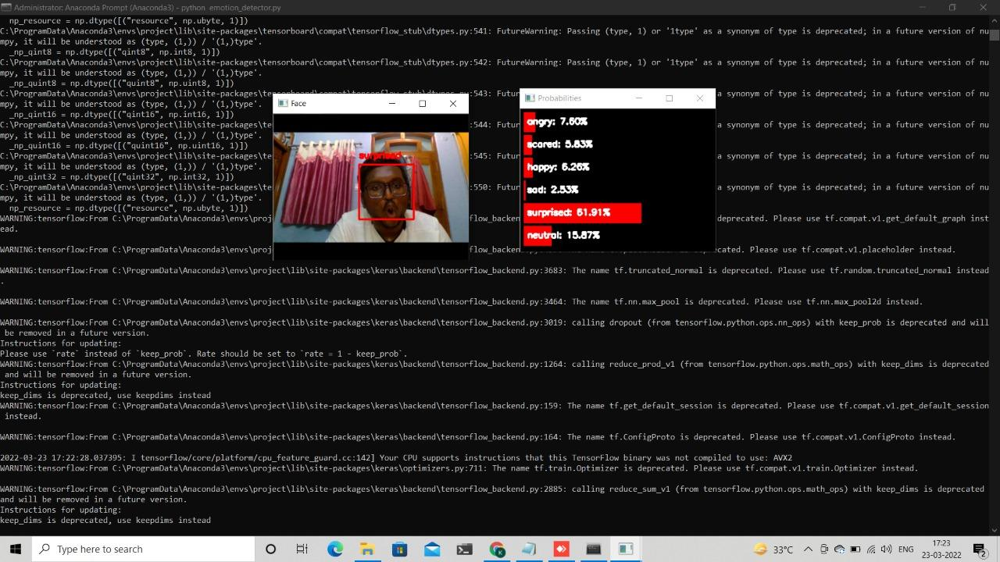 Administrator: Anaconda Prompt (Anaconda3) - python  emotion_detector.py
  np_resource = np.dtype([("resource", np.ubyte, 1)])
C:\ProgramData\Anaconda3\envs\project\lib\site-packages\tensorboard\compat\tensorflow_stub\dtypes.py:541: FutureWarning: Passing (type, 1) or '1type' as a synonym of type is deprecated; in a future version of nu
mpy, it will be understood as (type, (1,)) / '(1,)type'.
  _np_qint8 = np.dtype([("qint8", np.int8, 1)])
C:\ProgramData\Anaconda3\envs\project\lib\site-packages\tensorboard\compat\tensorflow_stub\dtypes.py:542: FutureWarning: Passing (type, 1) or '1type' as a synonym of type is deprecated; in a future version of nu
mpy, it will be understood as (type, (1,)) / '(1,)type'.
  _np_quint8 = np.dtype([("quint8", np.uint8, 1)])
C:\ProgramData\Anaconda3\envs\project\lib\site-packages\tensorboard\compat\tensorflow_stub\dtypes.py:543: FutureWarning: Passing (type, 1) or '1type' as a synonym of type is deprecated; in a future version of nu
mpy, it will be understood as (type, (1,)) / '(1,)type'.
  _np_qint16 = np.dtype([("qint16", np.int16, 1)])
C:\ProgramData\Anaconda3\envs\project\lib\site-packages\te
544: F
a synonym of type is deprecated; in a future version of nu
mpy, it will be understood as (type, (1,)) / '(1,)type'.
  _np_quint16 = np.dtype([("quint16", np.uint16, 1)])
C:\ProgramData\Anaconda3\envs\project\lib\site-packages\te
545: F
a synonym of type is deprecated; in a future version of nu
mpy, it will be understood as (type, (1,)) / '(1,)type'.
  _np_qint32 = np.dtype([("qint32", np.int32, 1)])
C:\ProgramData\Anaconda3\envs\project\lib\site-packages\te
550: F
a synonym of type is deprecated; in a future version of nu
mpy, it will be understood as (type, (1,)) / '(1,)type'.
  np_resource = np.dtype([("resource", np.ubyte, 1)])
WARNING:tensorflow:From C:\ProgramData\Anaconda3\envs
deprecated. Please use tf.compat.v1.get_default_graph inst
ead.
WARNING:tensorflow:From C:\ProgramData\Anaconda3\envs
cated. Please use tf.compat.v1.placeholder instead.
WARNING:tensorflow:From C:\ProgramData\Anaconda3\envs\project\lib\site-packages\keras\backend\tensorflow_backend.py:3683: The name tf.truncated_normal is deprecated. Please use tf.random.truncated_normal instead
.
WARNING:tensorflow:From C:\ProgramData\Anaconda3\envs\project\lib\site-packages\keras\backend\tensorflow_backend.py:3464: The name tf.nn.max_pool is deprecated. Please use tf.nn.max_pool2d instead.
WARNING:tensorflow:From C:\ProgramData\Anaconda3\envs\project\lib\site-packages\keras\backend\tensorflow_backend.py:3019: calling dropout (from tensorflow.python.ops.nn_ops) with keep_prob is deprecated and will
 be removed in a future version.
Instructions for updating:
Please use `rate` instead of `keep_prob`. Rate should be set to `rate = 1 - keep_prob`.
WARNING:tensorflow:From C:\ProgramData\Anaconda3\envs\project\lib\site-packages\keras\backend\tensorflow_backend.py:1264: calling reduce_prod_v1 (from tensorflow.python.ops.math_ops) with keep_dims is deprecated
 and will be removed in a future version.
Instructions for updating:
keep_dims is deprecated, use keepdims instead
WARNING:tensorflow:From C:\ProgramData\Anaconda3\envs\project\lib\site-packages\keras\backend\tensorflow_backend.py:159: The name tf.get_default_session is deprecated. Please use tf.compat.v1.get_default_session
 instead.
WARNING:tensorflow:From C:\ProgramData\Anaconda3\envs\project\lib\site-packages\keras\backend\tensorflow_backend.py:164: The name tf.ConfigProto is deprecated. Please use tf.compat.v1.ConfigProto instead.
2022-03-23 17:22:28.037395: I tensorflow/core/platform/cpu_feature_guard.cc:142] Your CPU supports instructions that this TensorFlow binary was not compiled to use: AVX2
WARNING:tensorflow:From C:\ProgramData\Anaconda3\envs\project\lib\site-packages\keras\optimizers.py:711: The name tf.train.Optimizer is deprecated. Please use tf.compat.v1.train.Optimizer instead.
WARNING:tensorflow:From C:\ProgramData\Anaconda3\envs\project\lib\site-packages\keras\backend\tensorflow_backend.py:2885: calling reduce_sum_v1 (from tensorflow.python.ops.math_ops) with keep_dims is deprecated
and will be removed in a future version.
Instructions for updating:
keep_dims is deprecated, use keepdims instead
Face
surprised
Probabilities
angry: 7.60%
scared: 5.83%
happy: 6.26%
sad: 2.53%
surprised: 61.91%
neutral: 15.87%
Type here to search
33°C
ENG
17:23
23-03-2022
2